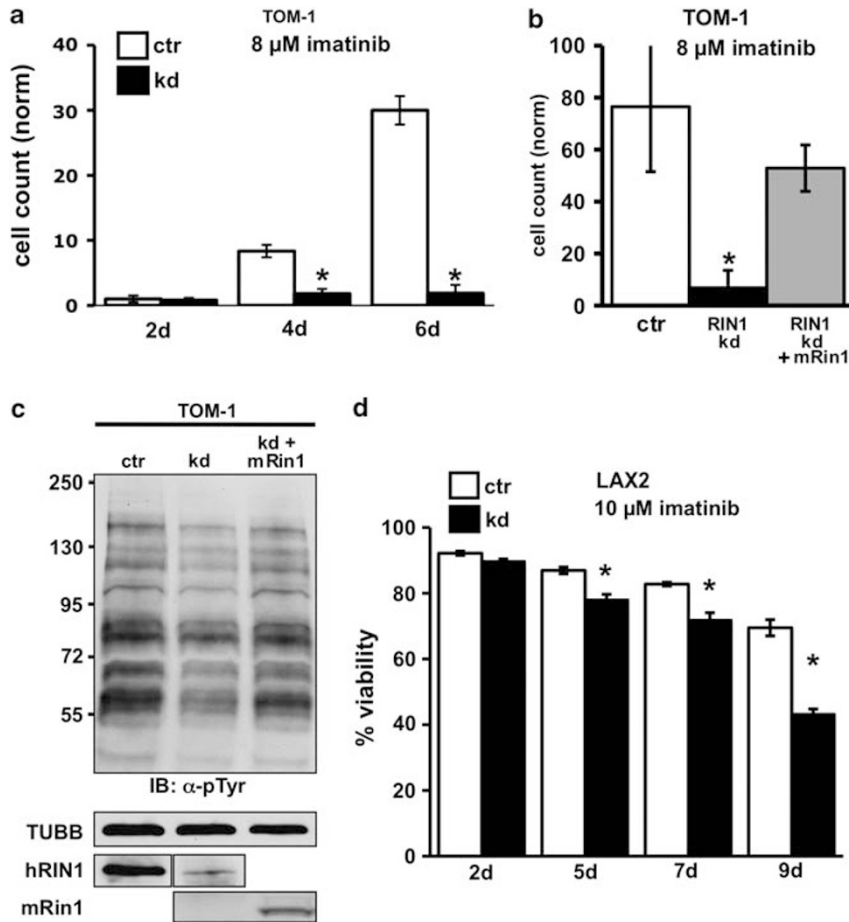 a
TOM-1
8 µM imatinib
ctr
kd
cell count (norm)
40
30
20
10
0
2d
4d
6d
*
*
b
TOM-1
8 µM imatinib
cell count (norm)
100
80
60
40
20
0
*
ctr
RIN1
kd
RIN1
kd
+mRin1
c
TOM-1
ctr
kd
kd +
mRin1
250
130
95
72
55
IB: α-pTyr
TUBB
hRIN1
mRin1
d
LAX2
10 µM imatinib
ctr
kd
% viability
100
80
60
40
20
0
*
*
*
2d
5d
7d
9d